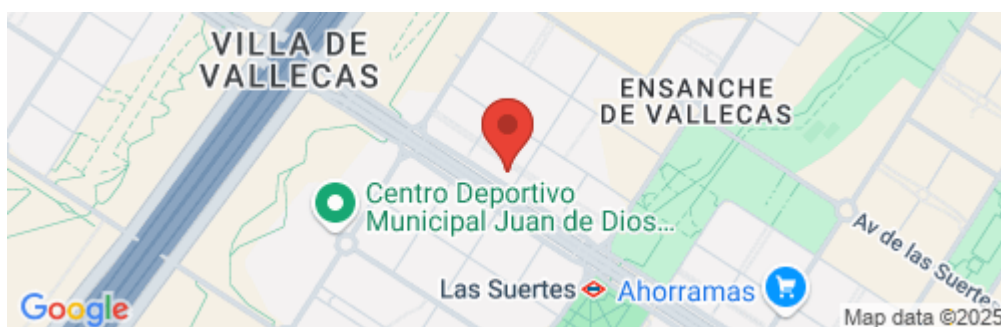 VILLA DE
VALLECAS
ENSANCHE
DE VALLECAS
Centro Deportivo
Municipal Juan de Dios...
Av de las Suertes
Las Suertes
Ahorramas
Google
Map data ©2025